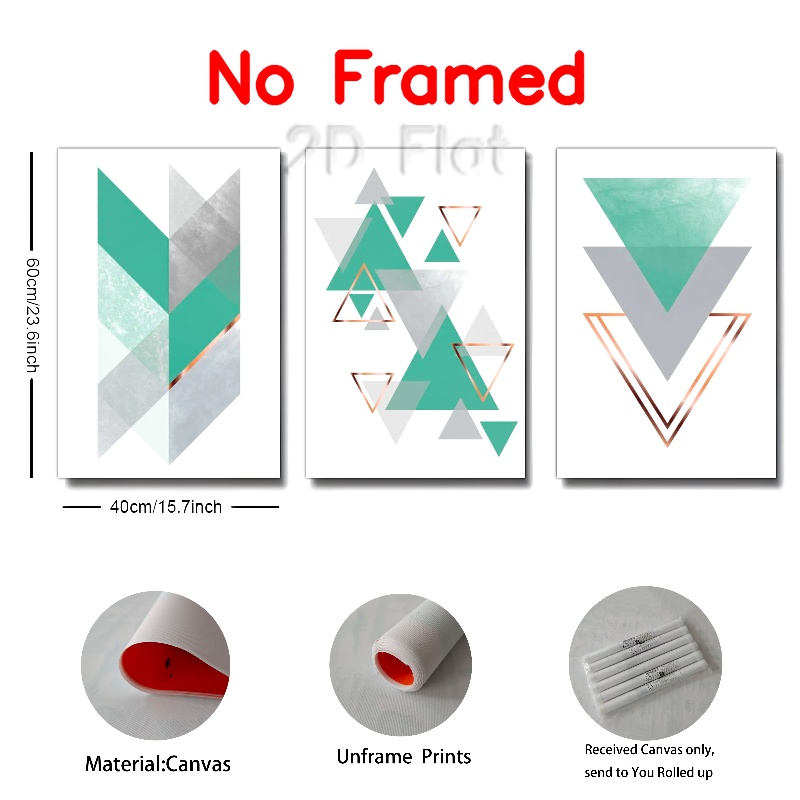 No Framed
2D Flat
60cm/23.6inch
40cm/15.7inch
Material:Canvas
Unframe Prints
Received Canvas only,
send to You Rolled up